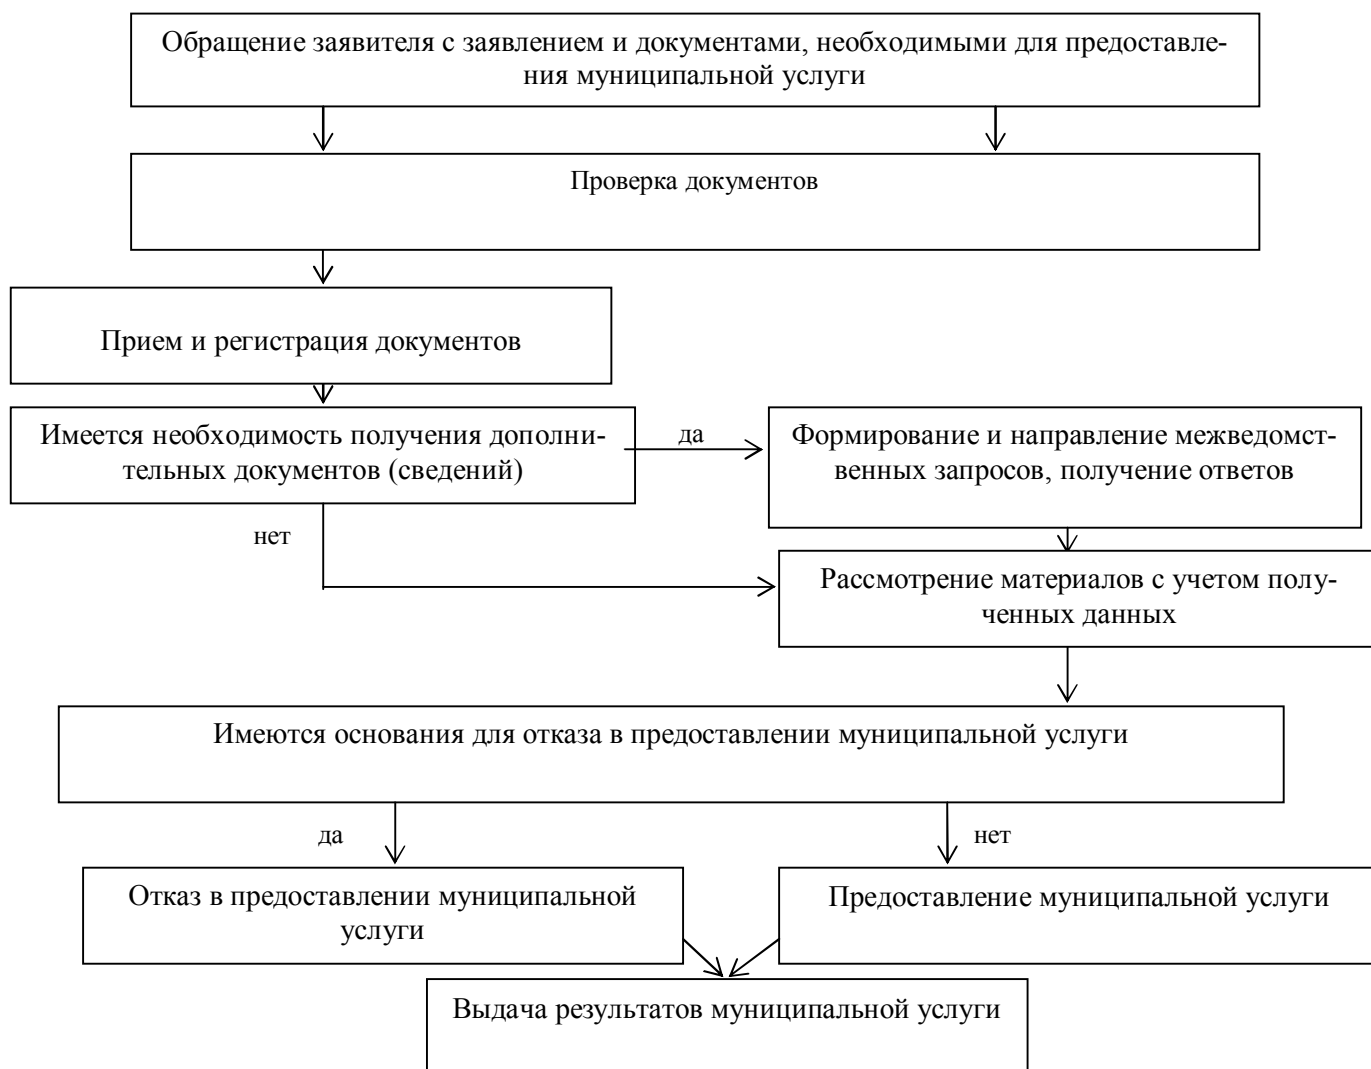 Обращение заявителя с заявлением и документами, необходимыми для предоставле-
ния муниципальной услуги
Проверка документов
Прием и регистрация документов
Имеется необходимость получения дополни-
тельных документов (сведений)
да
Формирование и направление межведомст-
венных запросов, получение ответов
нет
Рассмотрение материалов с учетом полу-
ченных данных
Имеются основания для отказа в предоставлении муниципальной услуги
да
нет
Отказ в предоставлении муниципальной
услуги
Предоставление муниципальной услуги
Выдача результатов муниципальной услуги